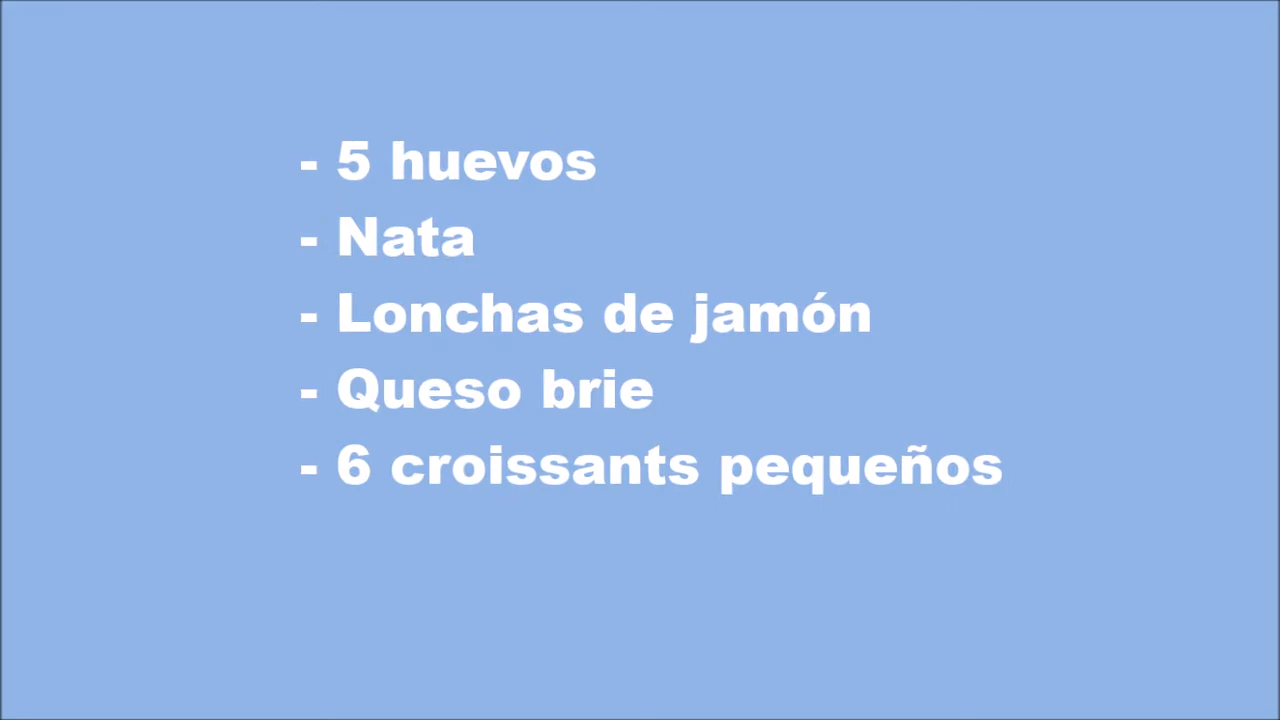 - 5 huevos
- Nata
- Lonchas de jamón
- Queso brie
- 6 croissants pequeños